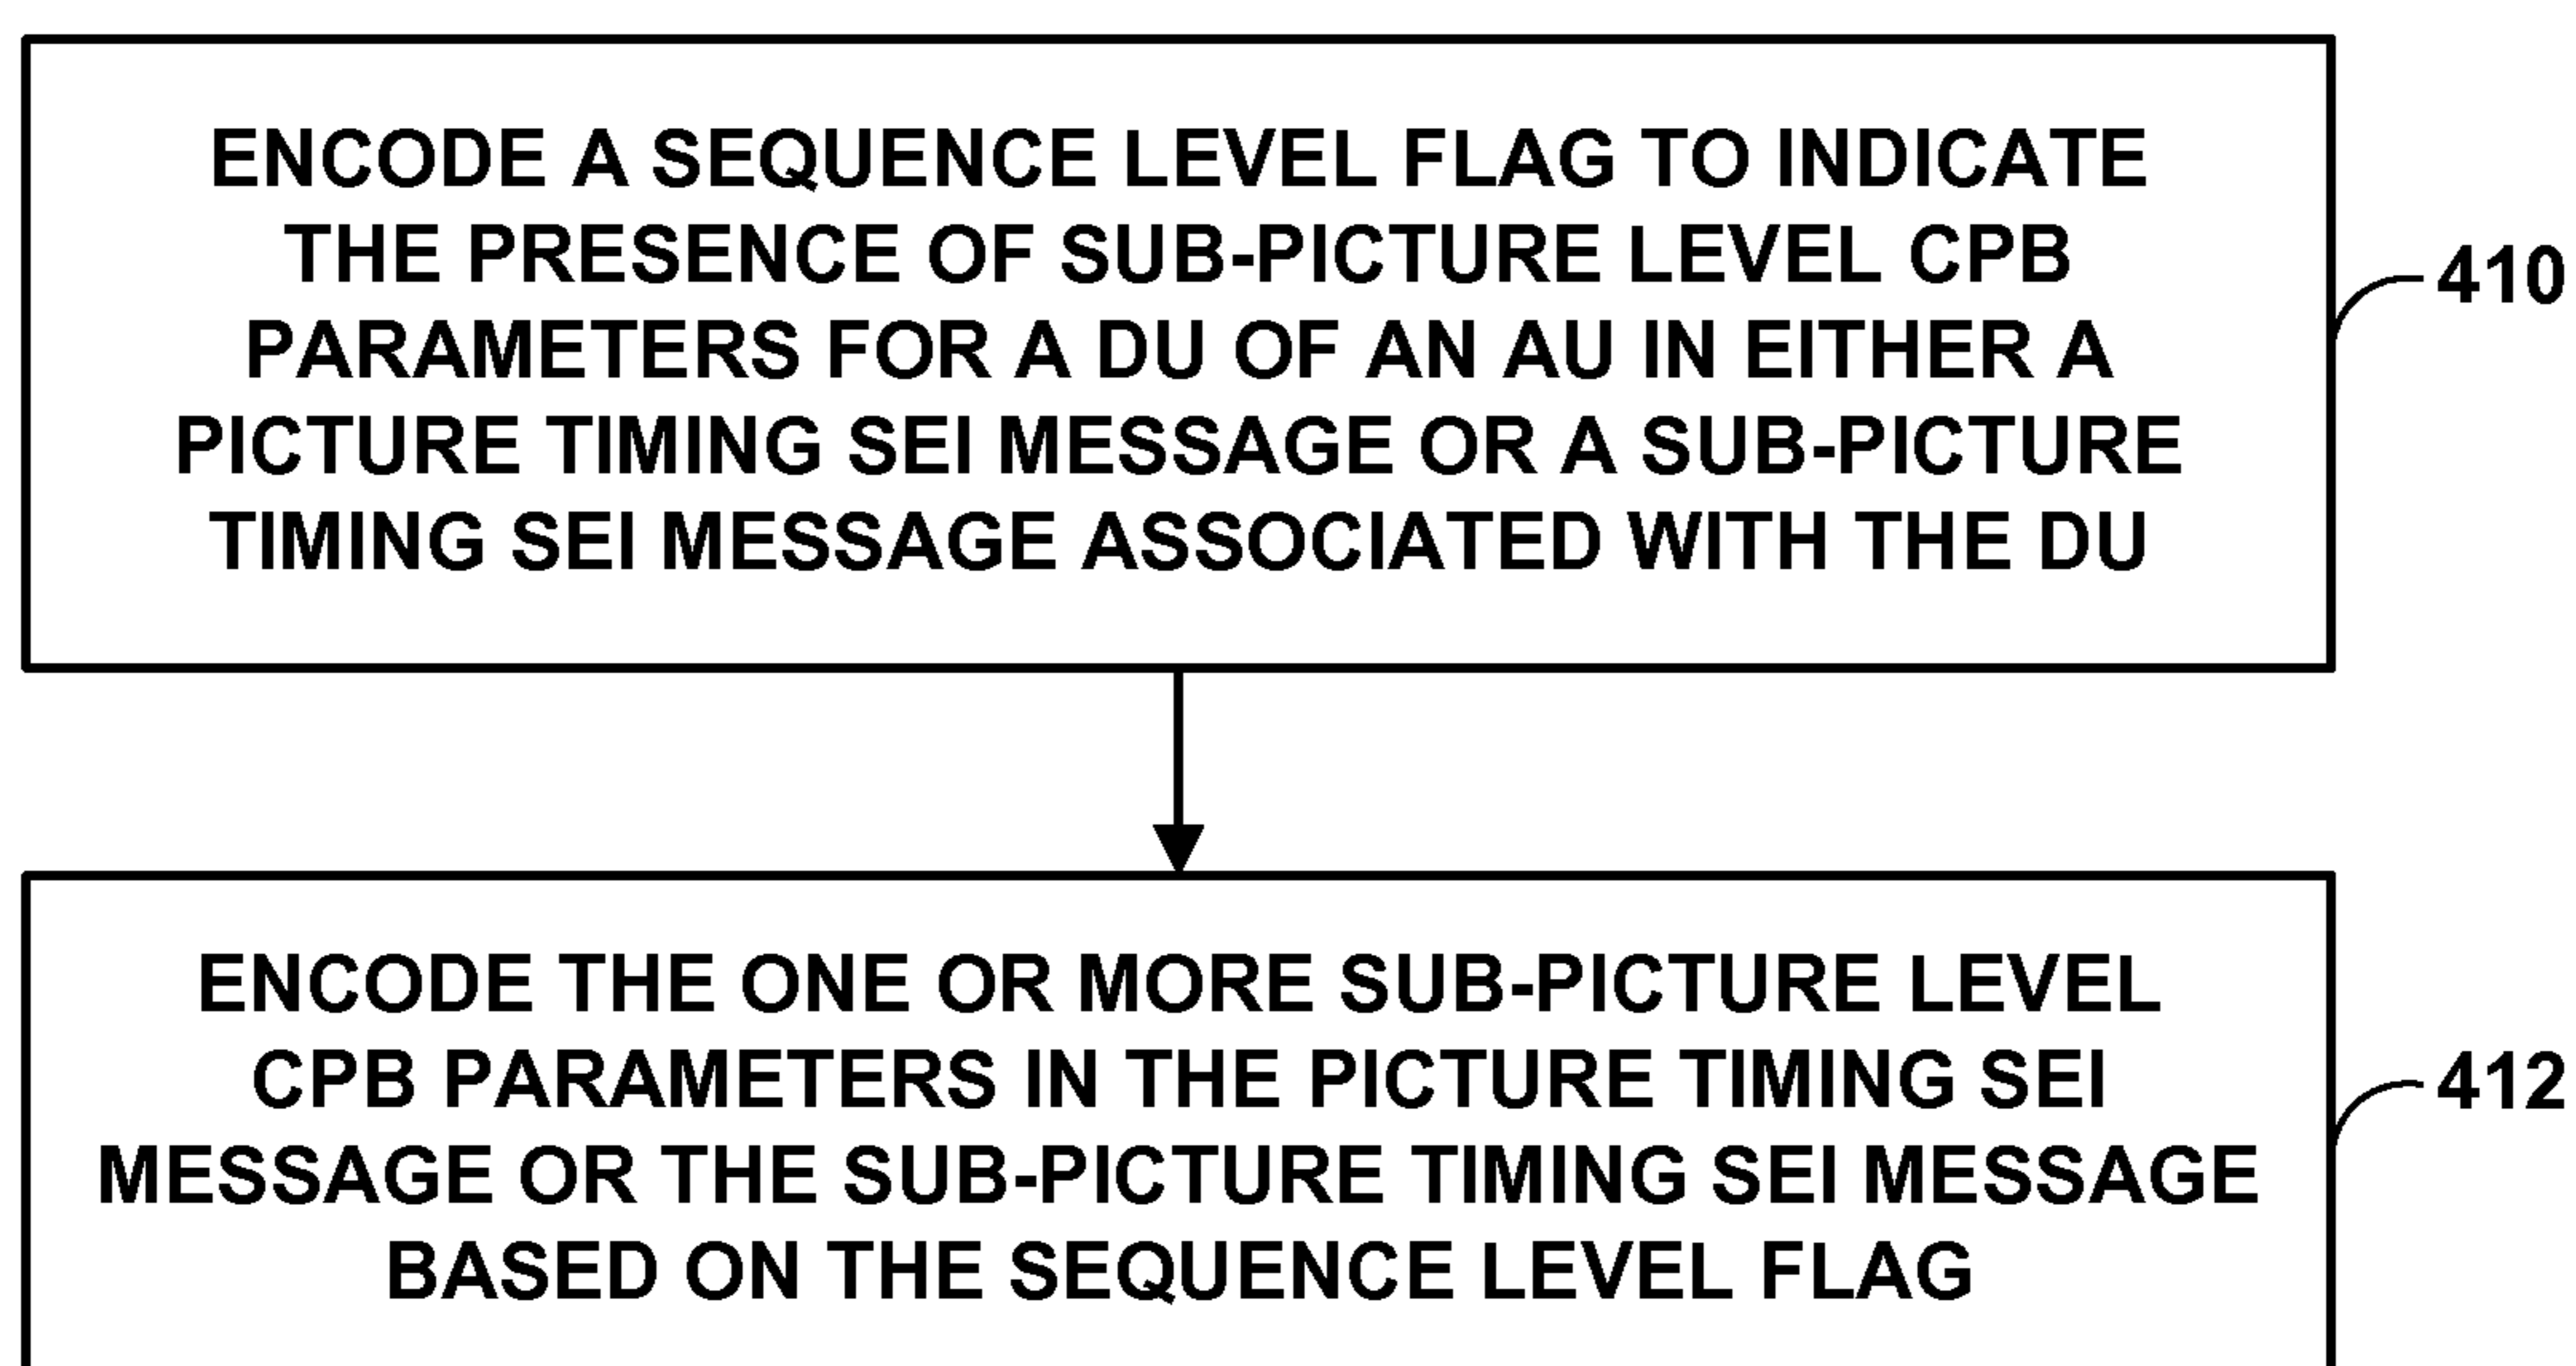 ENCODE A SEQUENCE LEVEL FLAG TO INDICATE
THE PRESENCE OF SUB-PICTURE LEVEL CPB
PARAMETERS FOR A DU OF AN AU IN EITHER A
PICTURE TIMING SEI MESSAGE OR A SUB-PICTURE
TIMING SEI MESSAGE ASSOCIATED WITH THE DU
410
ENCODE THE ONE OR MORE SUB-PICTURE LEVEL
CPB PARAMETERS IN THE PICTURE TIMING SEI
MESSAGE OR THE SUB-PICTURE TIMING SEI MESSAGE
BASED ON THE SEQUENCE LEVEL FLAG
412